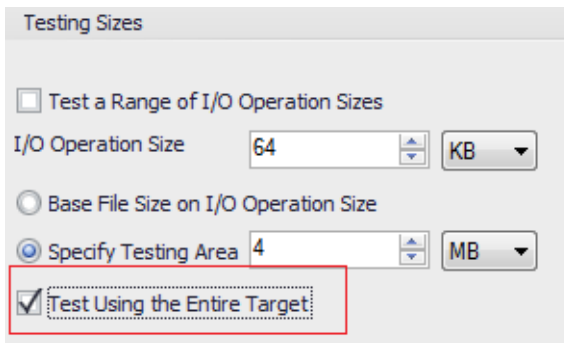 Testing Sizes
Test a Range of I/O Operation Sizes
I/O Operation Size 64 KB
Base File Size on I/O Operation Size
Specify Testing Area 4 MB
Test Using the Entire Target